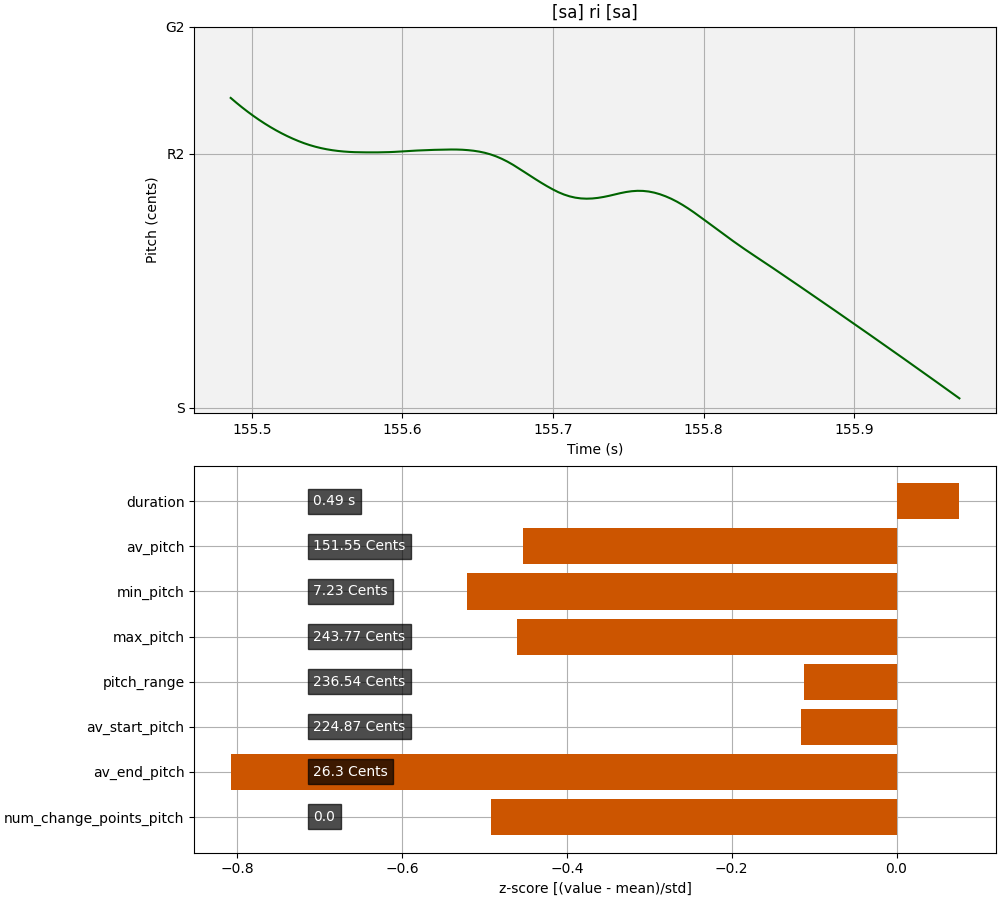 [sa] ri [sa]
G2
R2
S
Pitch (cents)
155.5 155.6 155.7 155.8 155.9
Time (s)
duration 0.49 s
av_pitch 151.55 Cents
min_pitch 7.23 Cents
max_pitch 243.77 Cents
pitch_range 236.54 Cents
av_start_pitch 224.87 Cents
av_end_pitch 26.3 Cents
num_change_points_pitch 0.0
−0.8 −0.6 −0.4 −0.2 0.0
z-score [(value - mean)/std]